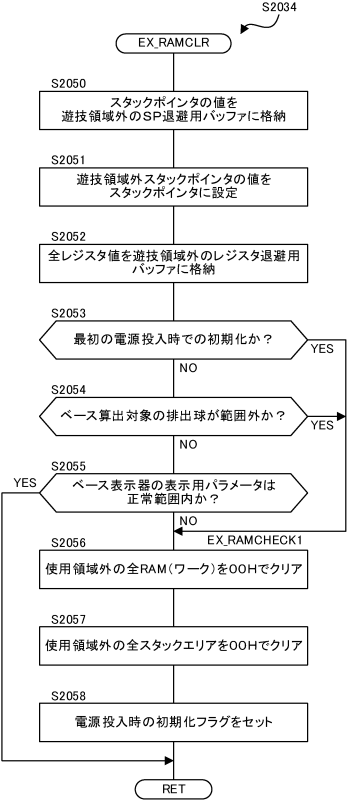 S2034
EX_RAMCLR
S2050
スタックポインタの値を
遊技領域外のSP退避用バッファに格納
S2051
遊技領域外スタックポインタの値を
スタックポインタに設定
S2052
全レジスタ値を遊技領域外のレジスタ退避用
バッファに格納
S2053
最初の電源投入時での初期化か？
YES
NO
S2054
ベース算出対象の排出球が範囲外か？
YES
NO
S2055
YES
ベース表示器の表示用パラメータは
正常範囲内か？
NO
EX_RAMCHECK1
S2056
使用領域外の全RAM（ワーク）を00Hでクリア
S2057
使用領域外の全スタックエリアを00Hでクリア
S2058
電源投入時の初期化フラグをセット
RET